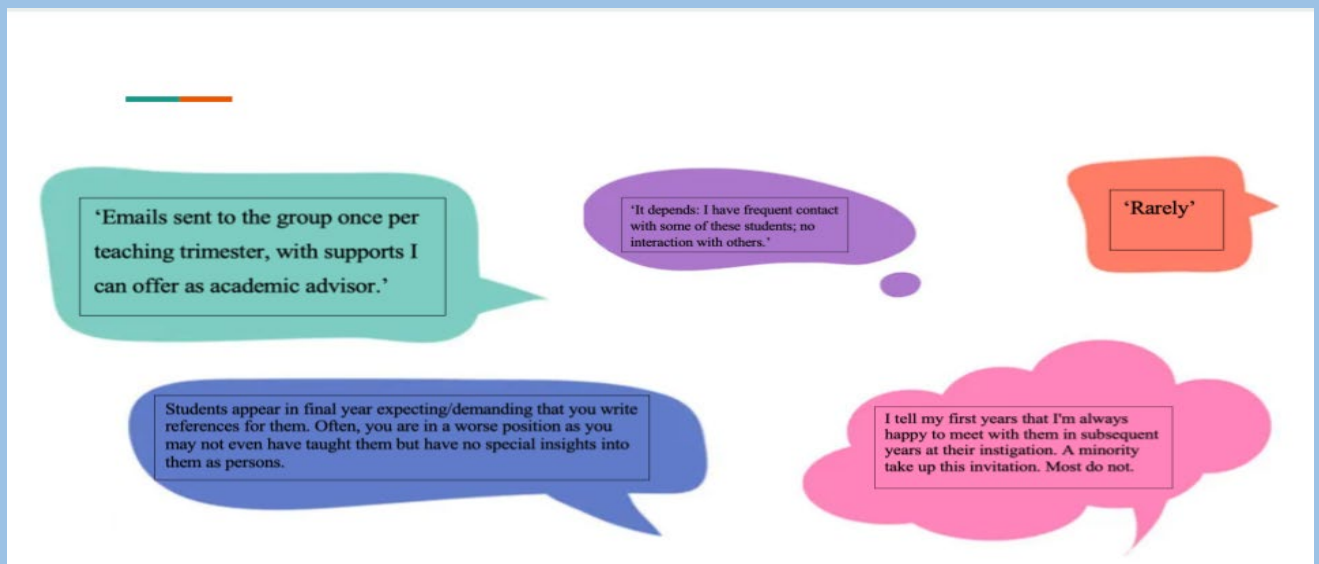 ‘Emails sent to the group once per
teaching trimester, with supports I
can offer as academic advisor.’
‘It depends: I have frequent contact
with some of these students; no
interaction with others.’
‘Rarely’
Students appear in final year expecting/demanding that you write
references for them. Often, you are in a worse position as you
may not even have taught them but have no special insights into
them as persons.
I tell my first years that I'm always
happy to meet with them in subsequent
years at their instigation. A minority
take up this invitation. Most do not.